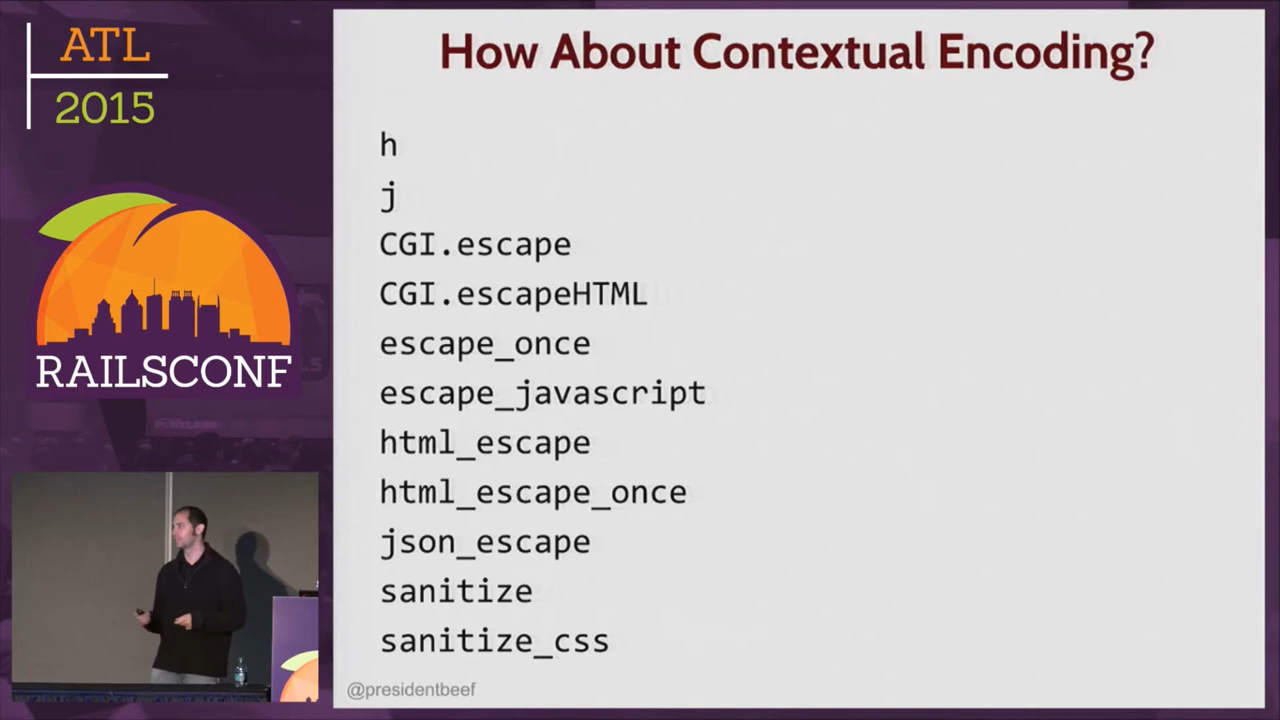 ATL
2015
RAILSCONF
How About Contextual Encoding?
h
j
CGI.escape
CGI.escapeHTML
escape_once
escape_javascript
html_escape
html_escape_once
json_escape
sanitize
sanitize_css
@presidentbeef